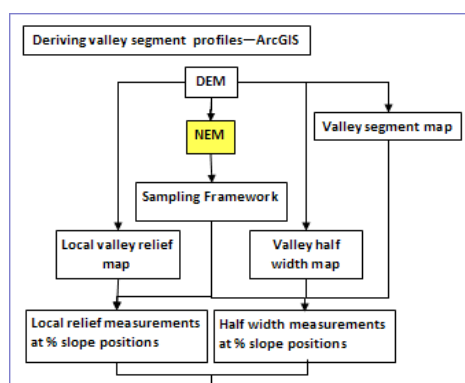 Deriving valley segment profiles—ArcGIS
DEM
NEM
Valley segment map
Sampling Framework
Local valley relief
map
Valley half
width map
Local relief measurements
at % slope positions
Half width measurements
at % slope positions